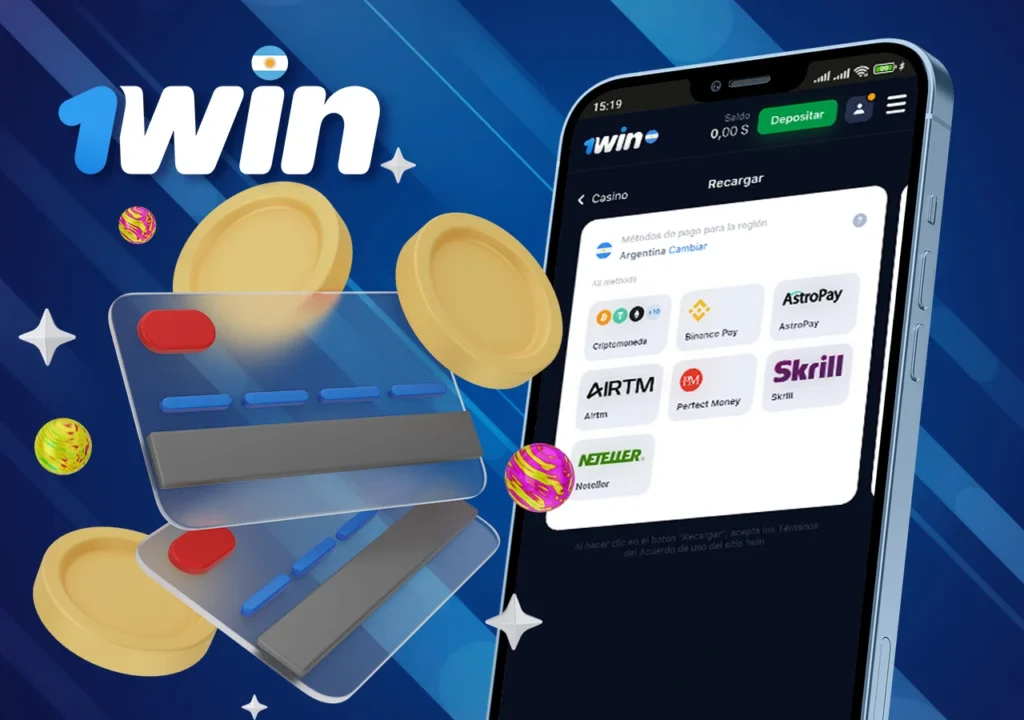 1win
15:19
Saldo
0,00 $
Depositar
1win
Casino
Recargar
Métodos de pago para la región
Argentina Cambiar
?
All methods
+10
Criptomoneda
Binance Pay
AstroPay
AstroPay
AIRTM
Airtm
PM
Perfect Money
Skrill
Skrill
NETELLER
Neteller
Al hacer clic en el botón "Recargar", acepta los Términos
del Acuerdo de uso del sitio 1win